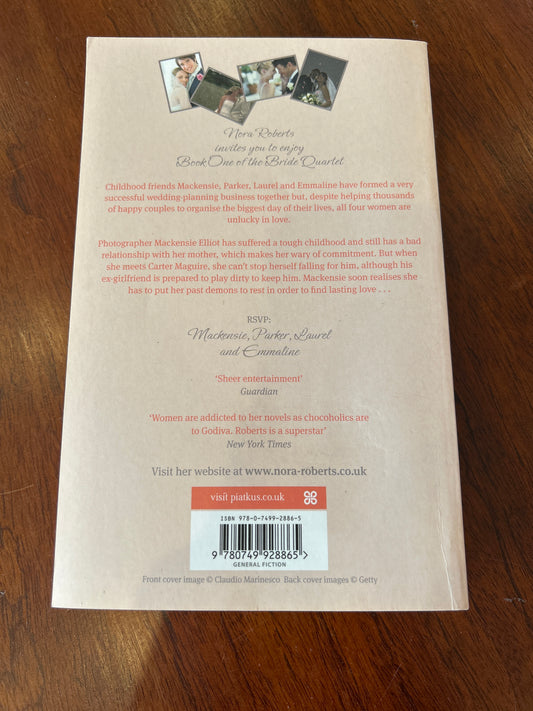 Nora Roberts
invites you to enjoy
Book One of the Bride Quartet
Childhood friends Mackensie, Parker, Laurel and Emmaline have formed a very
successful wedding-planning business together but, despite helping thousands
of happy couples to organise the biggest day of their lives, all four women are
unlucky in love.
Photographer Mackensie Elliot has suffered a tough childhood and still has a bad
relationship with her mother, which makes her wary of commitment. But when
she meets Carter Maguire, she can't stop herself falling for him, although his
ex-girlfriend is prepared to play dirty to keep him. Mackensie soon realises she
has to put her past demons to rest in order to find lasting love . . .
RSVP:
Mackensie, Parker, Laurel
and Emmaline
‘Sheer entertainment’
Guardian
‘Women are addicted to her novels as chocoholics are
to Godiva. Roberts is a superstar’
New York Times
Visit her website at www.nora-roberts.co.uk
visit piatkus.co.uk
ISBN 978-0-7499-2886-5
9 780749 928865 >
GENERAL FICTION
Front cover image © Claudio Marinesco Back cover images © Getty